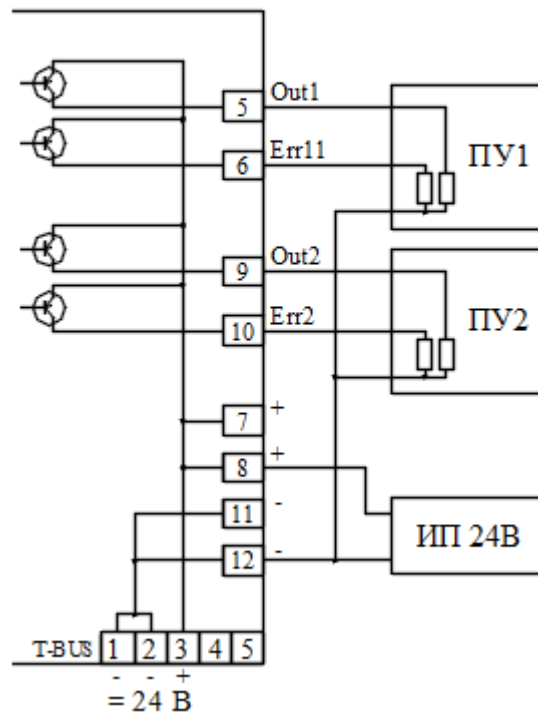 5 Out1
6 Err11
ПУ1
9 Out2
10 Err2
ПУ2
7 +
8 +
11 -
12 -
ИП 24В
T-BUS 1 2 3 4 5
- - +
= 24 В